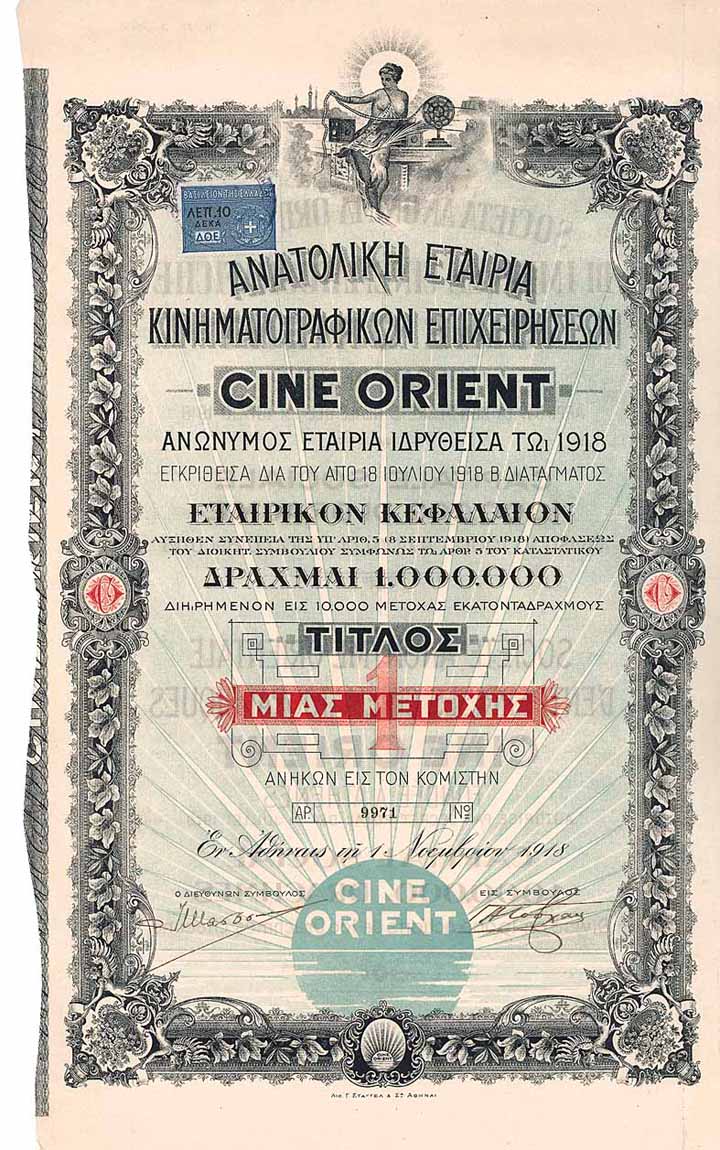 ΒΑΣΙΛΕΙΟΝ ΤΗΣ ΕΛΛΑΔΟΣ
ΛΕΠ. 10
ΔΕΚΑ
ΔΟΕ
ΑΝΑΤΟΛΙΚΗ ΕΤΑΙΡΙΑ
ΚΙΝΗΜΑΤΟΓΡΑΦΙΚΩΝ ΕΠΙΧΕΙΡΗΣΕΩΝ
CINE ORIENT
ΑΝΩΝΥΜΟΣ ΕΤΑΙΡΙΑ ΙΔΡΥΘΕΙΣΑ ΤΩι 1918
ΕΓΚΡΙΘΕΙΣΑ ΔΙΑ ΤΟΥ ΑΠΟ 18 ΙΟΥΛΙΟΥ 1918 Β. ΔΙΑΤΑΓΜΑΤΟΣ
ΕΤΑΙΡΙΚΟΝ ΚΕΦΑΛΑΙΟΝ
ΑΥΞΗΘΕΝ ΣΥΝΕΠΕΙΑ ΤΗΣ ΥΠ' ΑΡΙΘ. 5 (8 ΣΕΠΤΕΜΒΡΙΟΥ 1918) ΑΠΟΦΑΣΕΩΣ
ΤΟΥ ΔΙΟΙΚΗΤ. ΣΥΜΒΟΥΛΙΟΥ ΣΥΜΦΩΝΩΣ ΤΩι ΑΡΘΡ. 5 ΤΟΥ ΚΑΤΑΣΤΑΤΙΚΟΥ
ΔΡΑΧΜΑΙ 1.000.000
ΔΙΗιΡΗΜΕΝΟΝ ΕΙΣ 10.000 ΜΕΤΟΧΑΣ ΕΚΑΤΟΝΤΑΔΡΑΧΜΟΥΣ
ΤΙΤΛΟΣ
1
ΜΙΑΣ ΜΕΤΟΧΗΣ
ΑΝΗΚΩΝ ΕΙΣ ΤΟΝ ΚΟΜΙΣΤΗΝ
ΑΡ. 9971 Nº
Ἐν Ἀθήναις τῇ 1 Νοεμβρίου 1918
Ο ΔΙΕΥΘΥΝΩΝ ΣΥΜΒΟΥΛΟΣ
ΕΙΣ ΣΥΜΒΟΥΛΟΣ
CINE
ORIENT